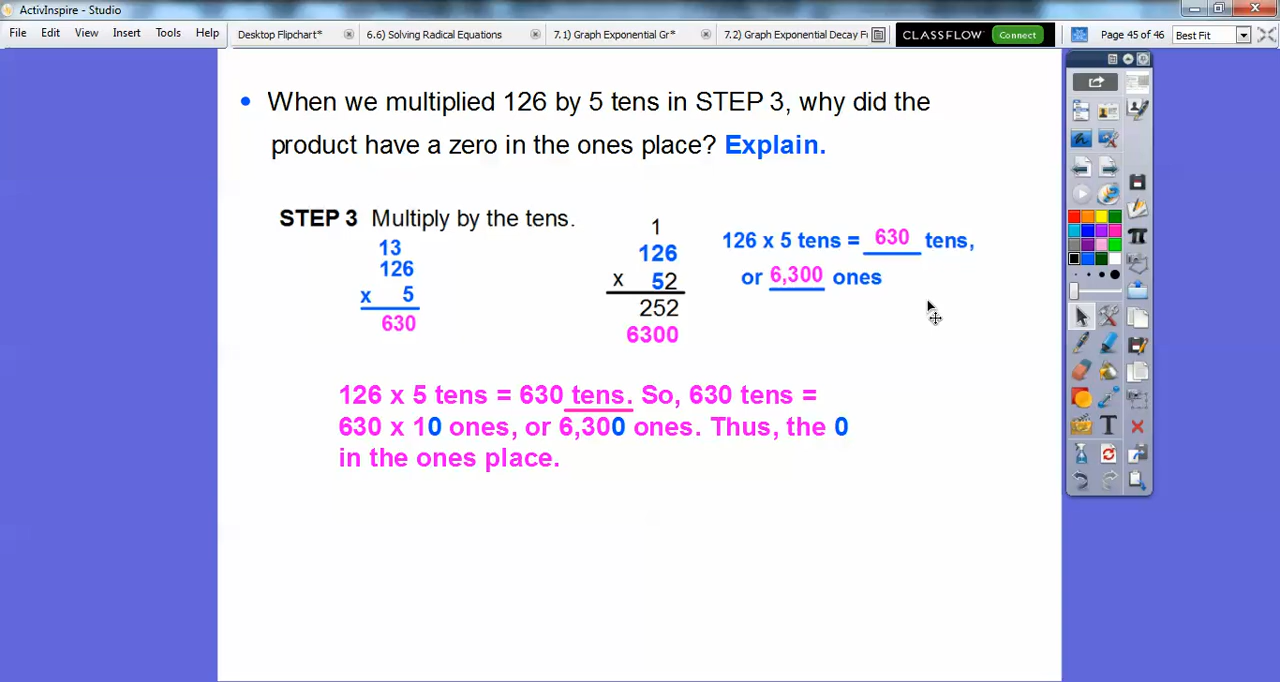 ActivInspire - Studio
File Edit View Insert Tools Help Desktop Flipchart* 6.6) Solving Radical Equations 7.1) Graph Exponential Gr* 7.2) Graph Exponential Decay F CLASSFLOW Connect Page 45 of 46 Best Fit
• When we multiplied 126 by 5 tens in STEP 3, why did the
product have a zero in the ones place? Explain.
STEP 3 Multiply by the tens.
13
126
x 5
630
1
126
x 52
252
6300
126 x 5 tens = 630 tens,
or 6,300 ones
126 x 5 tens = 630 tens. So, 630 tens =
630 x 10 ones, or 6,300 ones. Thus, the 0
in the ones place.